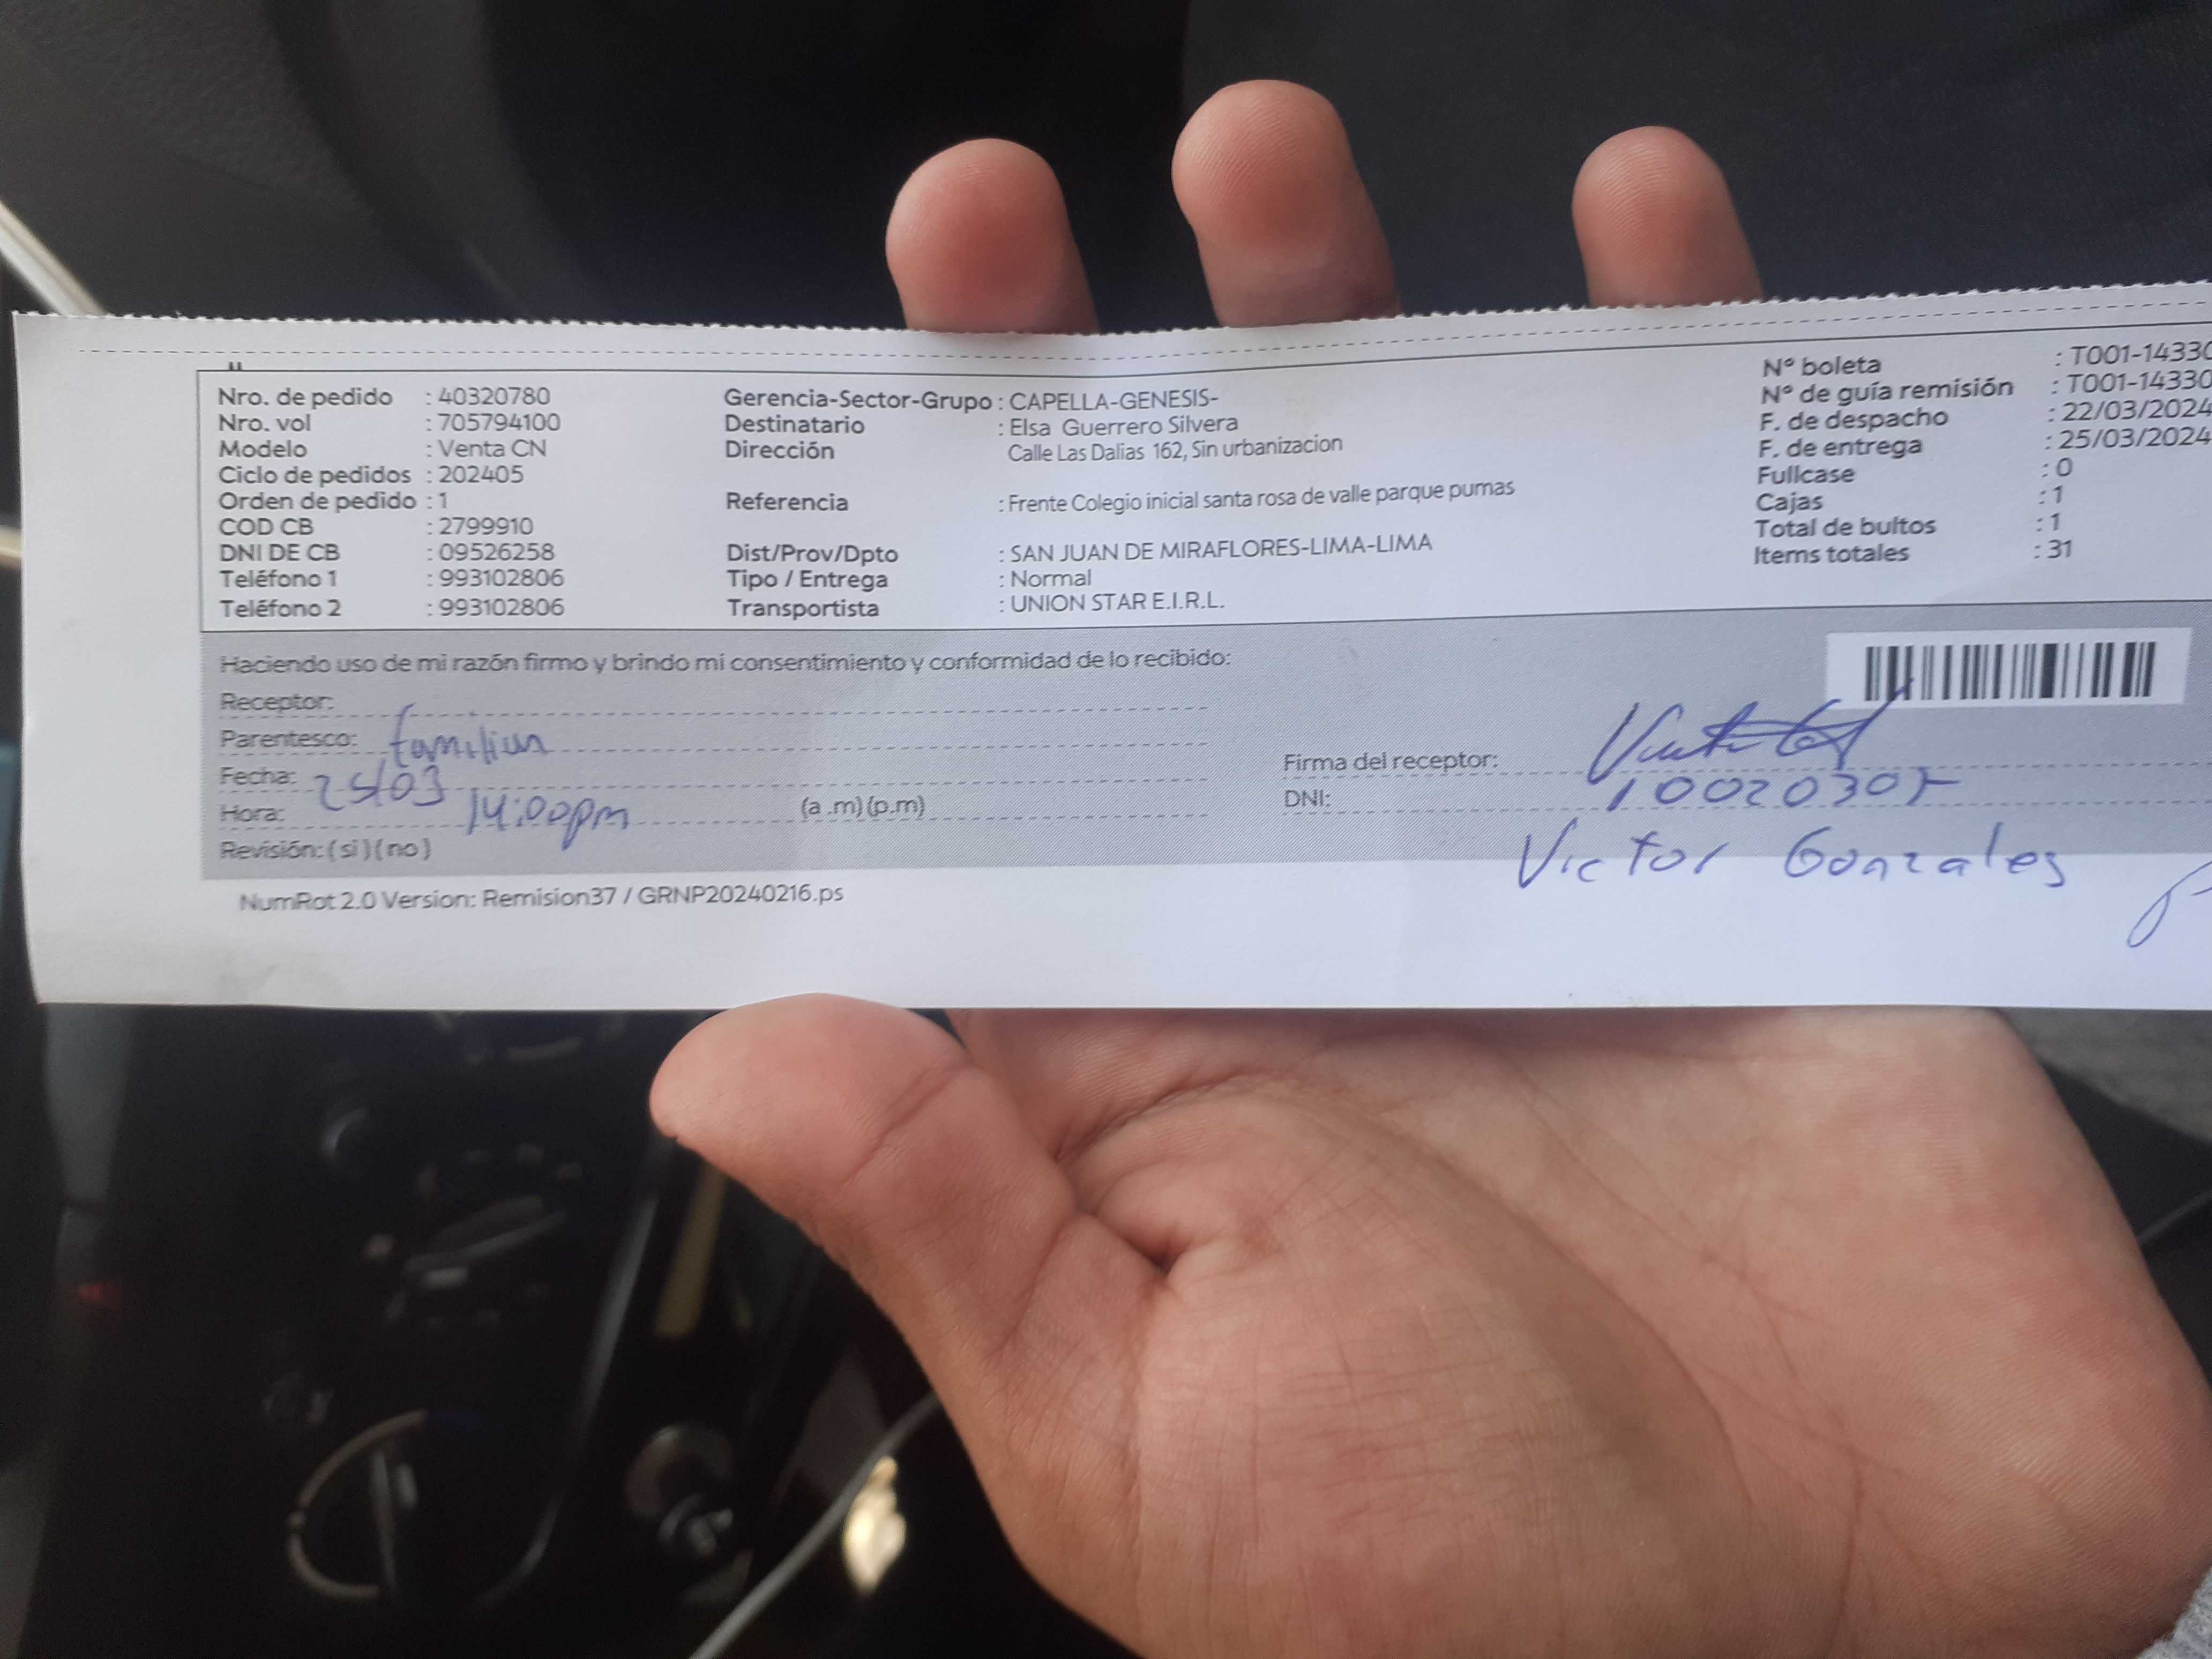 Nro. de pedido : 40320780
Nro. vol : 705794100
Modelo : Venta CN
Ciclo de pedidos : 202405
Orden de pedido : 1
COD CB : 2799910
DNI DE CB : 09526258
Teléfono 1 : 993102806
Teléfono 2 : 993102806
Gerencia-Sector-Grupo : CAPELLA-GENESIS-
Destinatario : Elsa Guerrero Silvera
Dirección Calle Las Dalias 162, Sin urbanizacion
Referencia : Frente Colegio inicial santa rosa de valle parque pumas
Dist/Prov/Dpto : SAN JUAN DE MIRAFLORES-LIMA-LIMA
Tipo / Entrega : Normal
Transportista : UNION STAR E.I.R.L.
N° boleta : T001-14330
N° de guía remisión : T001-14330
F. de despacho : 22/03/2024
F. de entrega : 25/03/2024
Fullcase : 0
Cajas : 1
Total de bultos : 1
Items totales : 31
Haciendo uso de mi razón firmo y brindo mi consentimiento y conformidad de lo recibido:
Receptor:
Parentesco: familiar
Fecha: 25/03
Hora: 14:00pm (a .m) (p.m)
Revisión: ( si ) ( no )
Firma del receptor:
DNI:
Victor Gonzales
NumRot 2.0 Version: Remision37 / GRNP20240216.ps